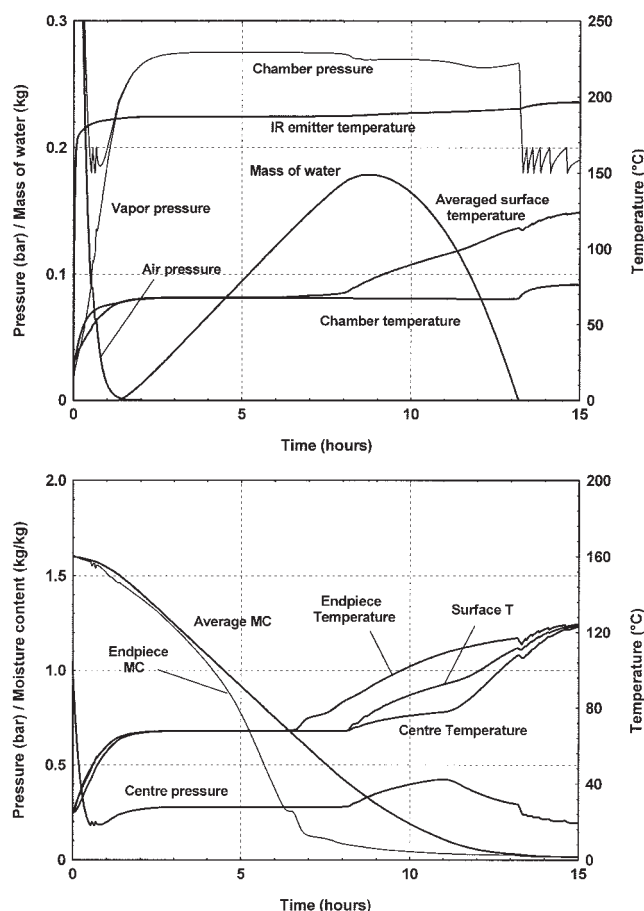 0.3
250
Chamber pressure
200
IR emitter temperature
0.2
150
Mass of water
Averaged surface
temperature
Vapor pressure
Pressure (bar) / Mass of water (kg)
Temperature (°C)
100
Air pressure
0.1
Chamber temperature
50
0
0
0
5
10
15
Time (hours)
2.0
200
1.5
160
Endpiece
Temperature
Surface T
Average MC
120
Endpiece
MC
1.0
Pressure (bar) / Moisture content (kg/kg)
Temperature (°C)
80
Centre Temperature
0.5
Centre pressure
40
0
0
0
5
10
15
Time (hours)